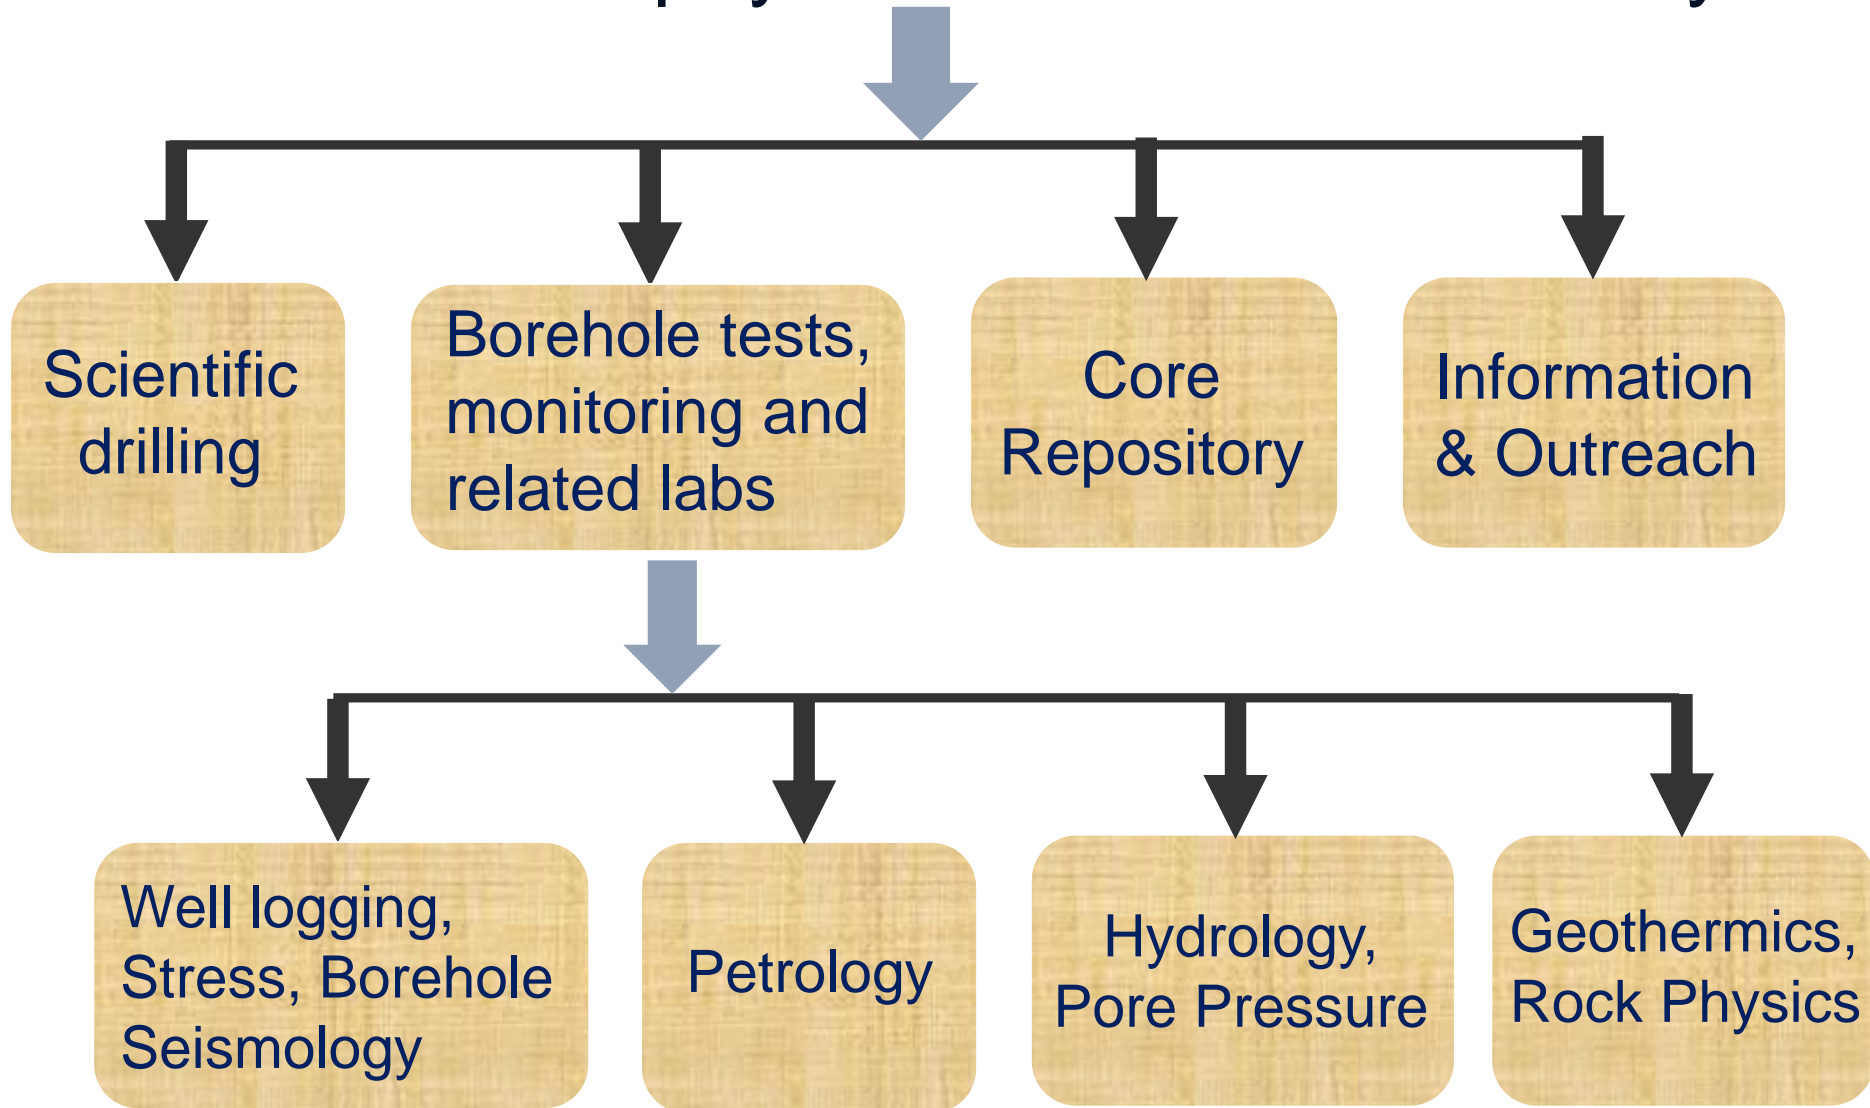 Scientific
drilling
Borehole tests,
monitoring and
related labs
Core
Repository
Information
& Outreach
Well logging,
Stress, Borehole
Seismology
Petrology
Hydrology,
Pore Pressure
Geothermics,
Rock Physics